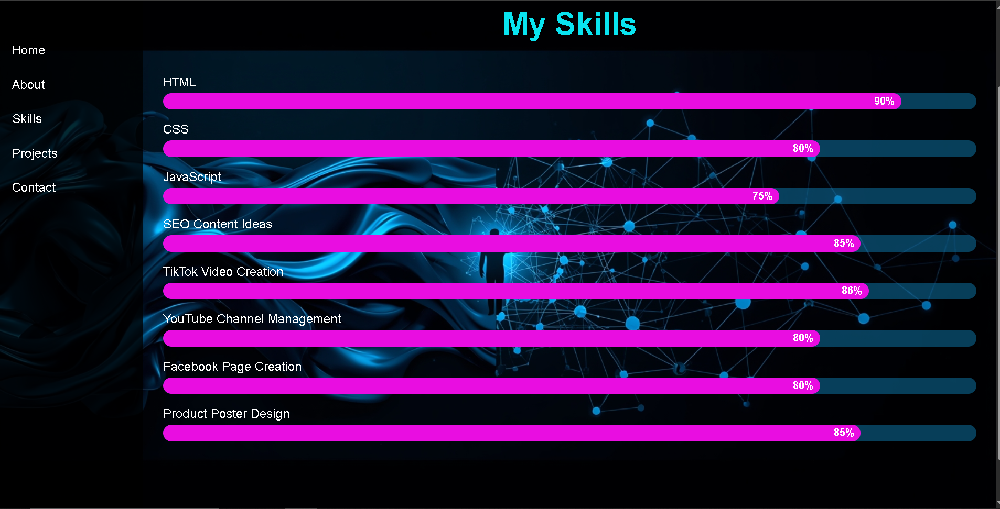 My Skills
Home
About
Skills
Projects
Contact
HTML
90%
CSS
80%
JavaScript
75%
SEO Content Ideas
85%
TikTok Video Creation
86%
YouTube Channel Management
80%
Facebook Page Creation
80%
Product Poster Design
85%